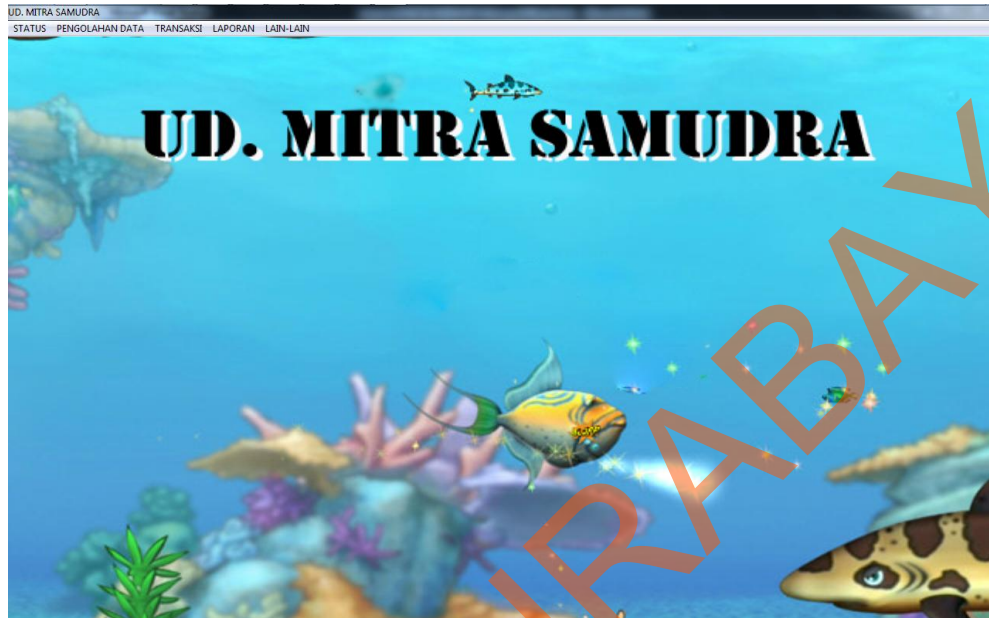 UD. MITRA SAMUDRA
STATUS PENGOLAHAN DATA TRANSAKSI LAPORAN LAIN-LAIN
UD. MITRA SAMUDRA